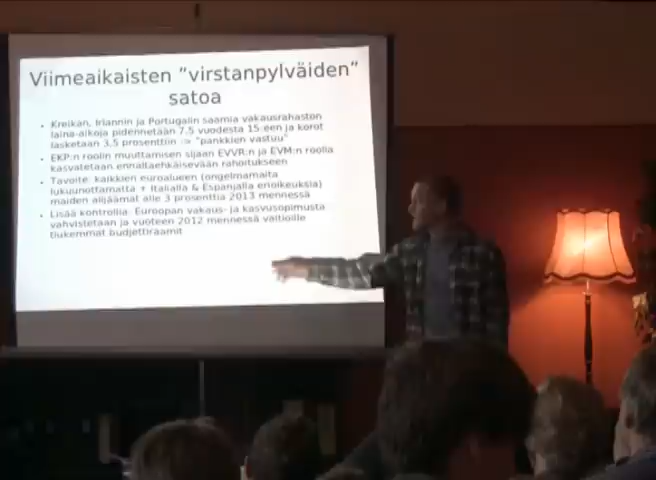 Viimeaikaisten ”virstanpylväiden”
satoa
• Kreikan, Irlannin ja Portugalin saamia vakausrahaston
laina-aikoja pidennetään 7,5 vuodesta 15:een ja korot
lasketaan 3,5 prosenttiin -> ”pankkien vastuu”
• EKP:n roolin muuttamisen sijaan EVVR:n ja EVM:n roolia
kasvatetaan ennaltaehkäisevään rahoitukseen
• Tavoite: kaikkien euroalueen (ongelmamaita
lukuunottamatta + Italialla & Espanjalla erioikeuksia)
maiden alijäämät alle 3 prosenttia 2013 mennessä
• Lisää kontrollia: Euroopan vakaus- ja kasvusopimusta
vahvistetaan ja vuoteen 2012 mennessä valtioille
tiukemmat budjettiraamit